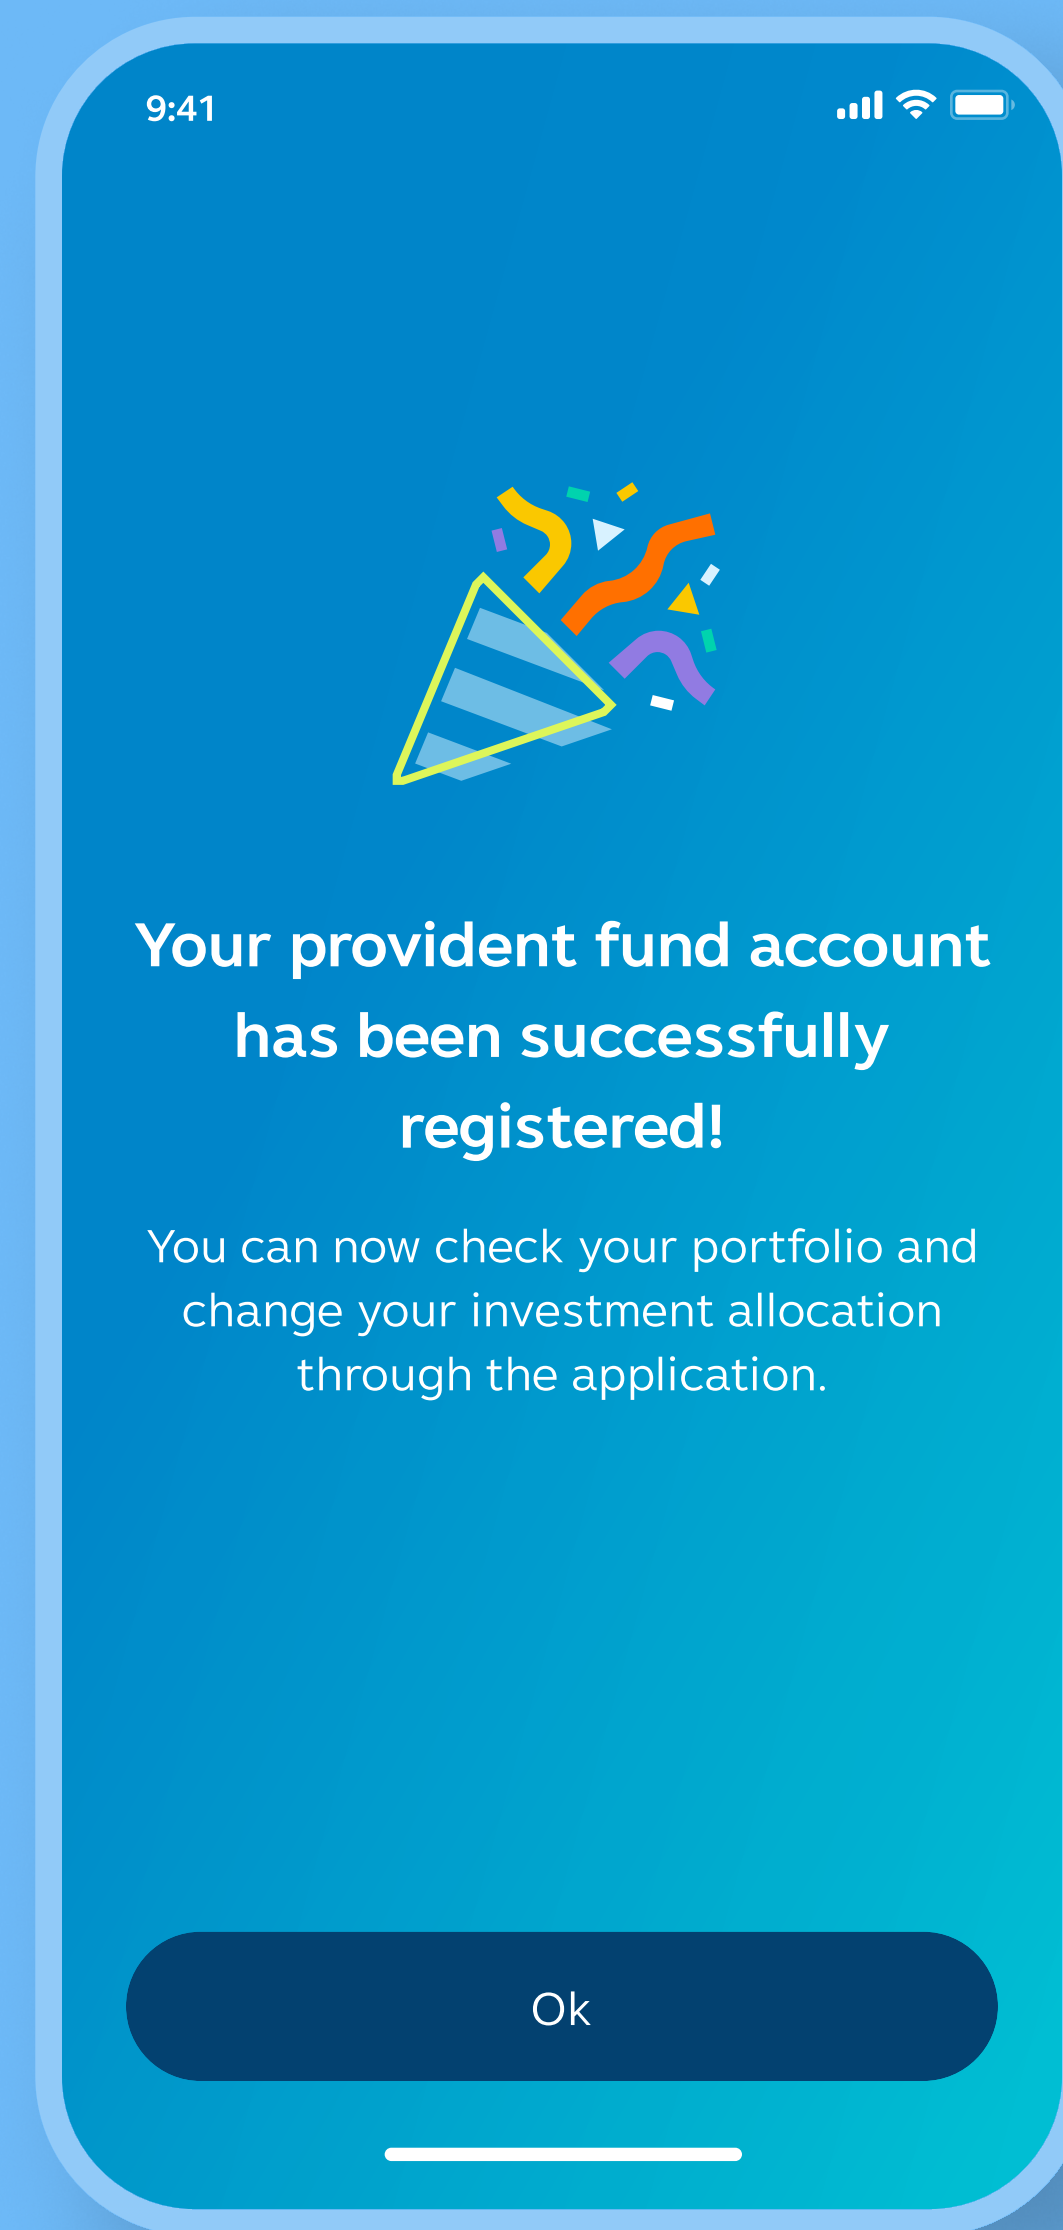 9:41
Your provident fund account
has been successfully
registered!
You can now check your portfolio and
change your investment allocation
through the application.
Ok